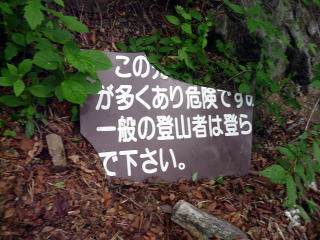 この
が多くあり危険です
一般の登山者は登ら
で下さい。